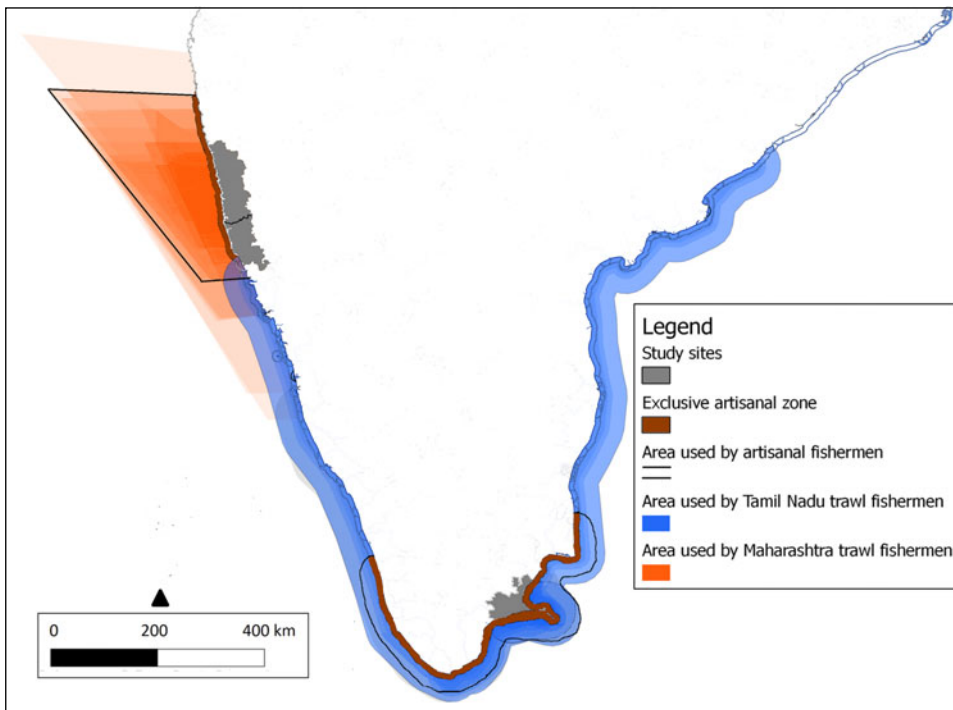 Legend
Study sites
Exclusive artisanal zone
Area used by artisanal fishermen
Area used by Tamil Nadu trawl fishermen
Area used by Maharashtra trawl fishermen
0 200 400 km